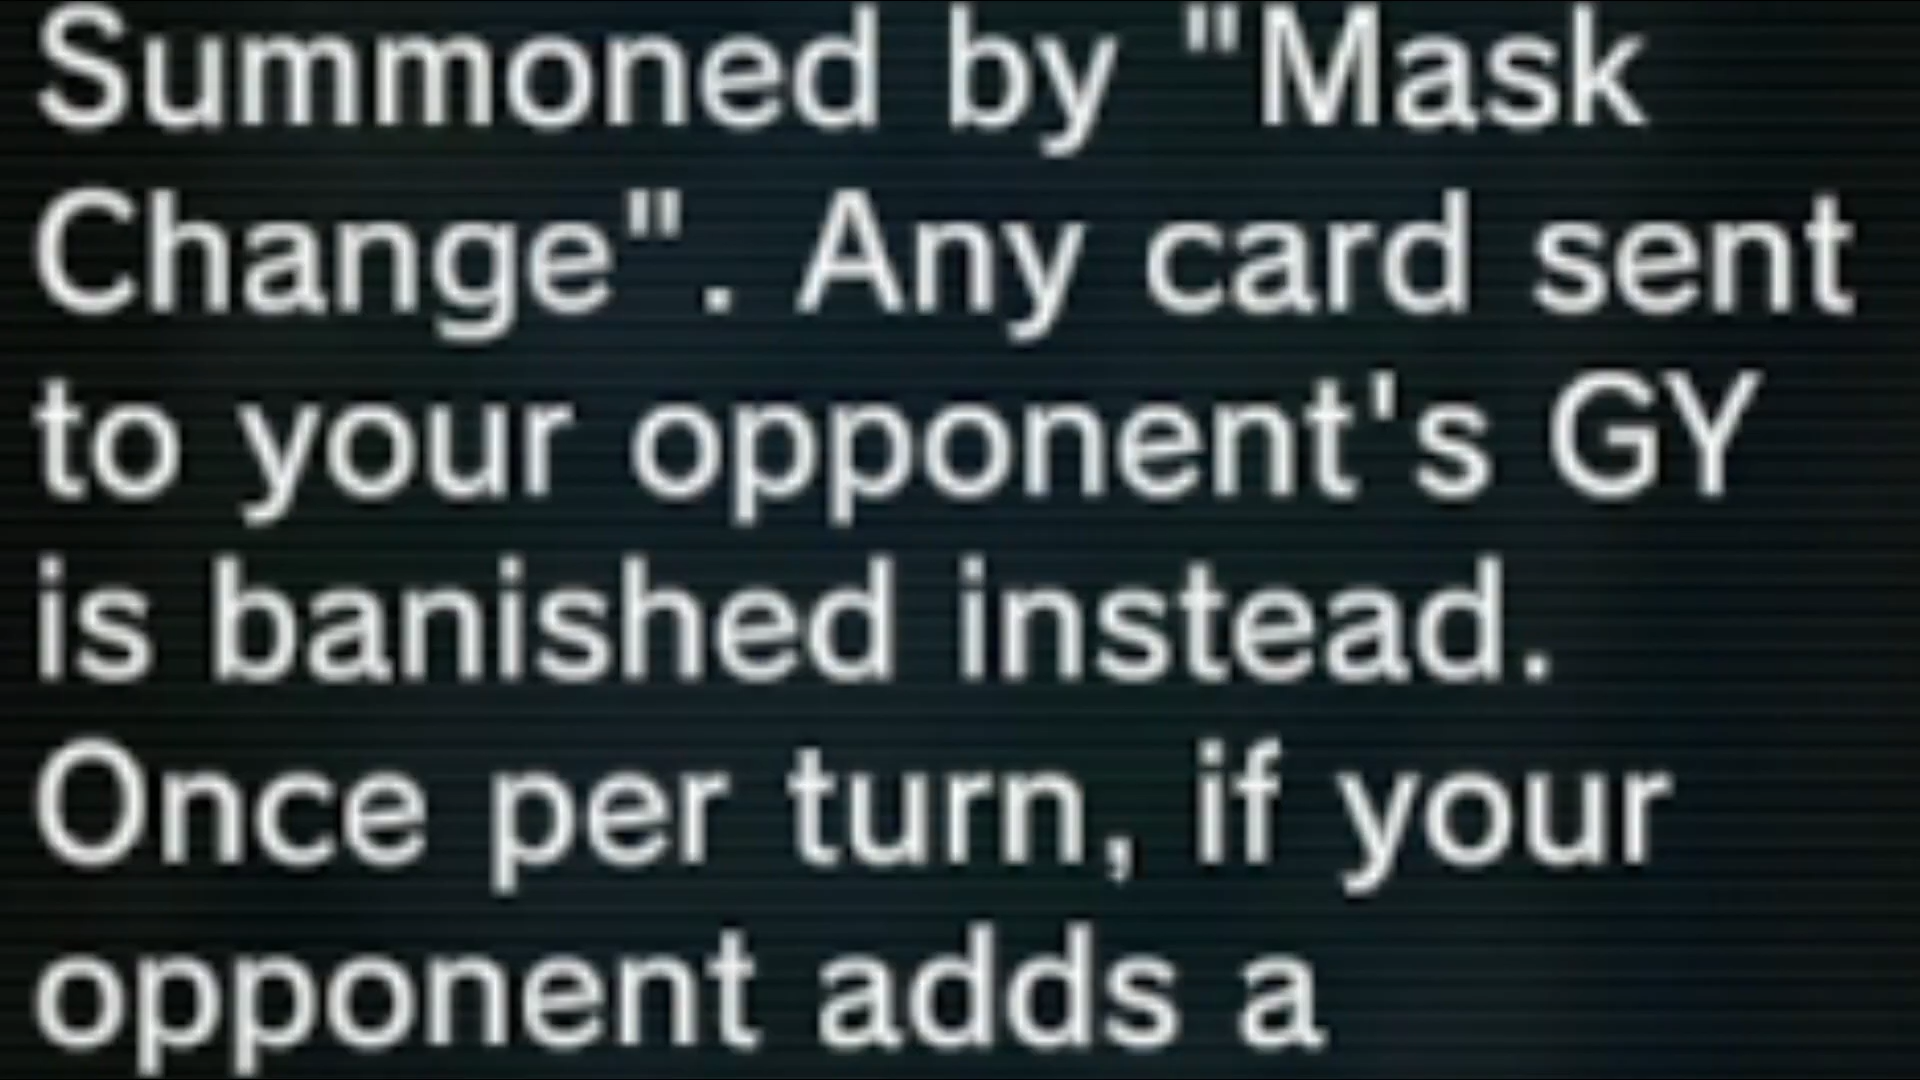 Summoned by "Mask
Change". Any card sent
to your opponent's GY
is banished instead.
Once per turn, if your
opponent adds a